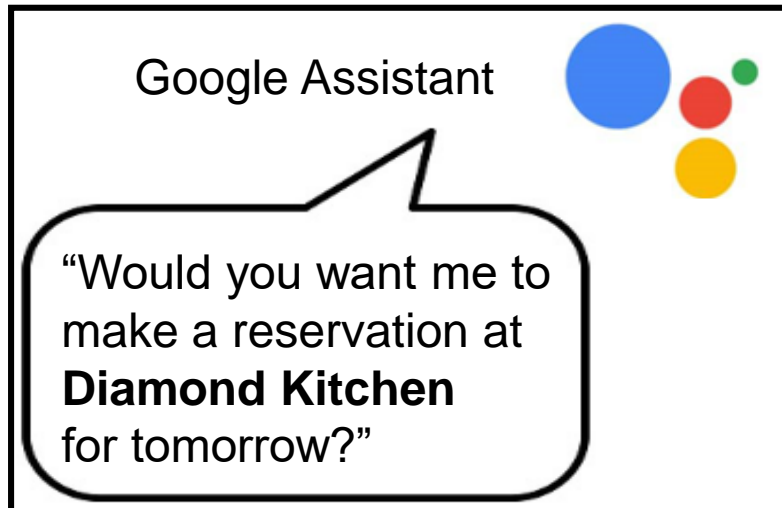 Google Assistant
“Would you want me to
make a reservation at
Diamond Kitchen
for tomorrow?”